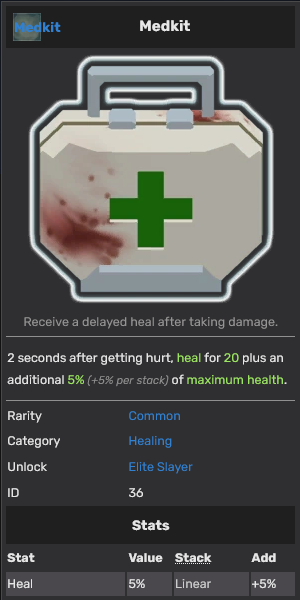 Medkit
Medkit
Receive a delayed heal after taking damage.
2 seconds after getting hurt, heal for 20 plus an
additional 5% (+5% per stack) of maximum health.
Rarity Common
Category Healing
Unlock Elite Slayer
ID 36
Stats
Stat Value Stack Add
Heal 5% Linear +5%